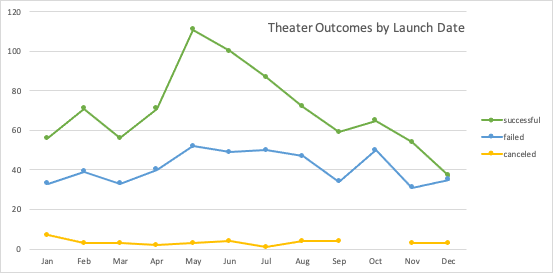 Theater Outcomes by Launch Date
120
100
80
60
40
20
0
Jan Feb Mar Apr May Jun Jul Aug Sep Oct Nov Dec
successful
failed
canceled